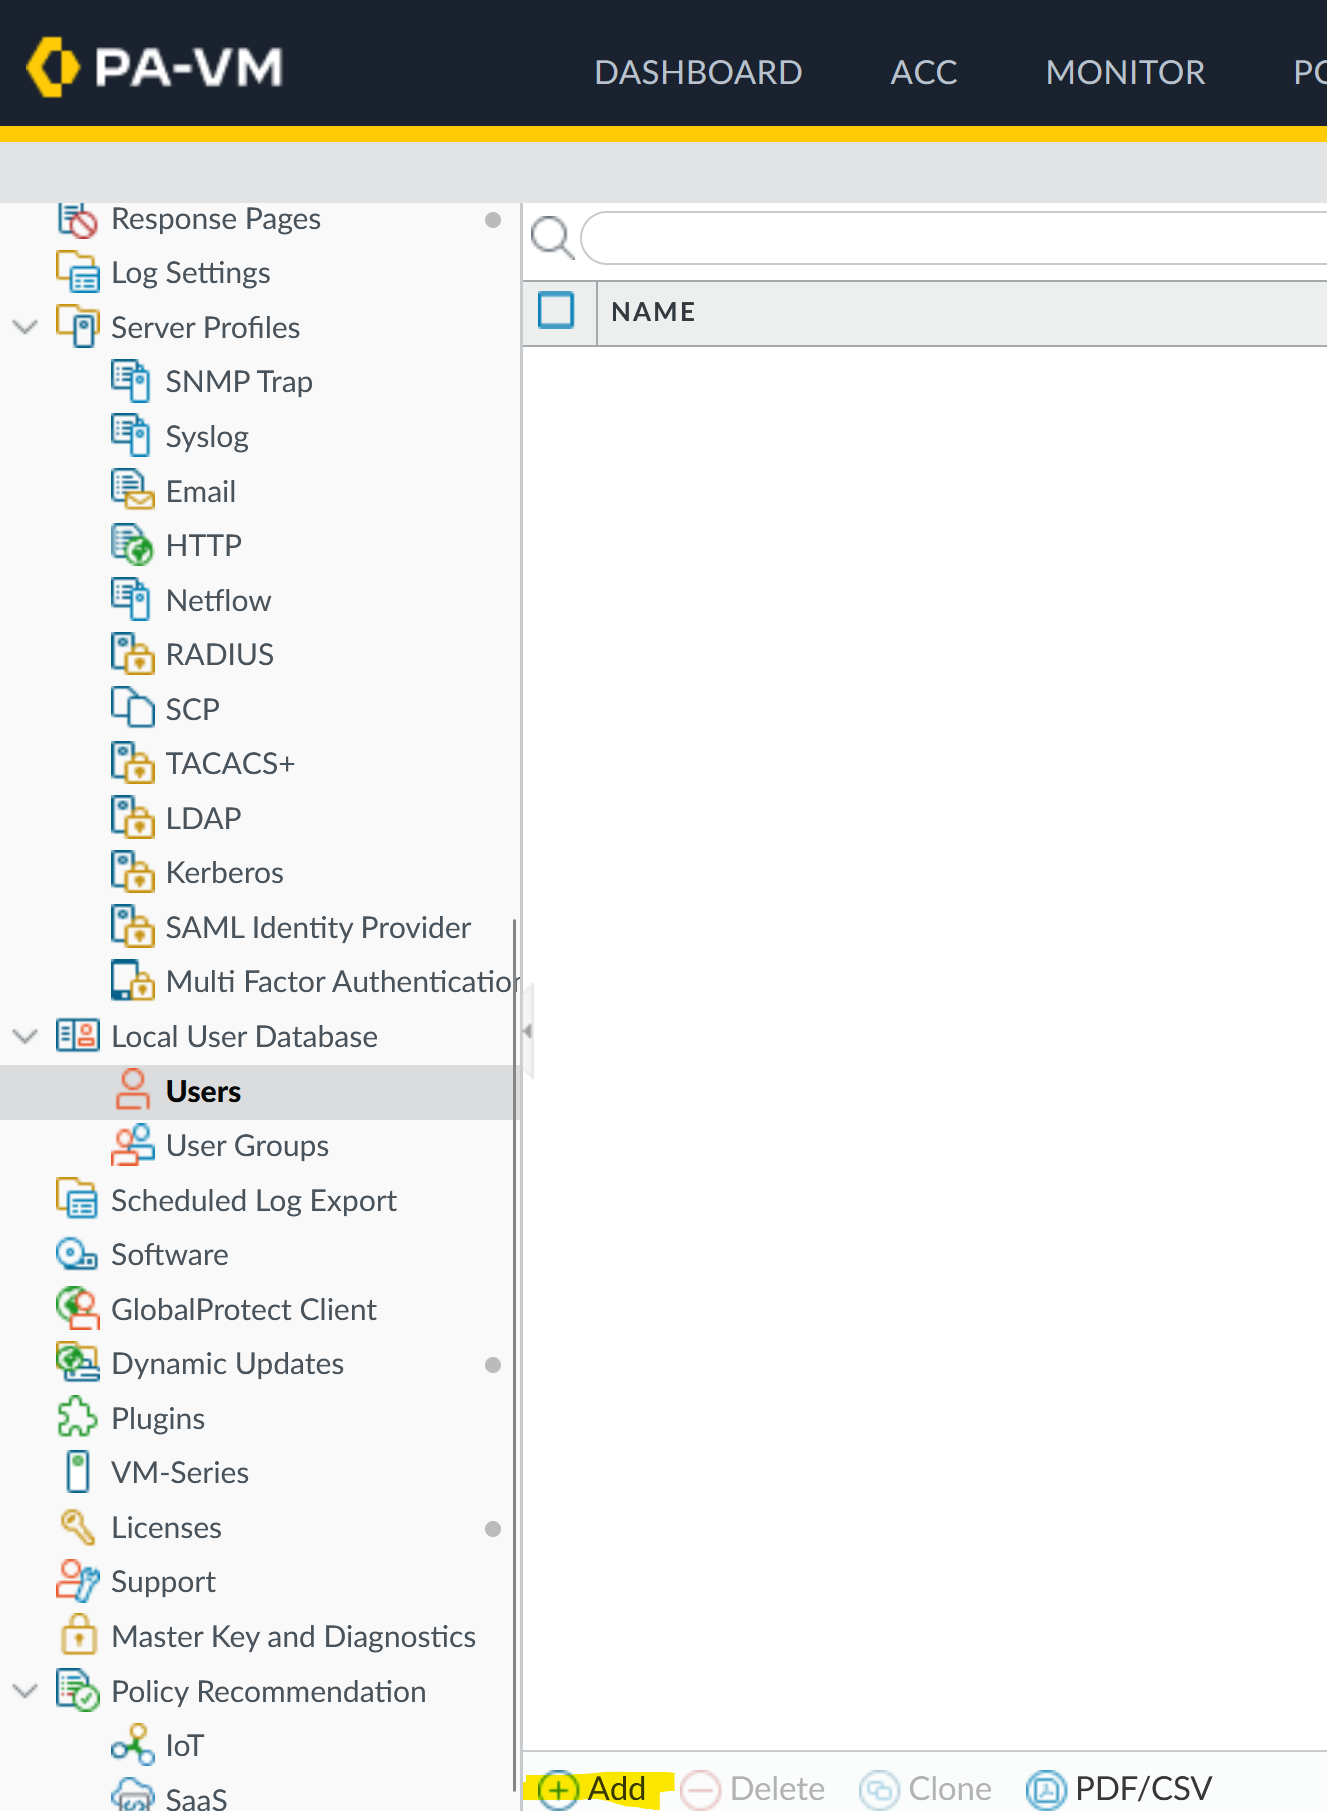 PA-VM
DASHBOARD
ACC
MONITOR
Response Pages
Log Settings
Server Profiles
SNMP Trap
Syslog
Email
HTTP
Netflow
RADIUS
SCP
TACACS+
LDAP
Kerberos
SAML Identity Provider
Multi Factor Authentication
Local User Database
Users
User Groups
Scheduled Log Export
Software
GlobalProtect Client
Dynamic Updates
Plugins
VM-Series
Licenses
Support
Master Key and Diagnostics
Policy Recommendation
IoT
SaaS
NAME
Add
Delete
Clone
PDF/CSV